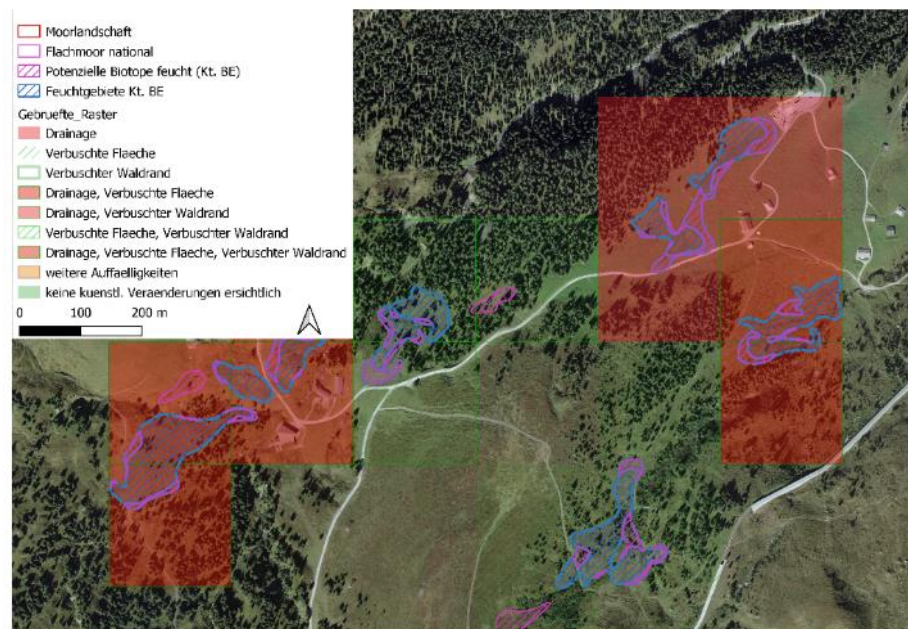 Moorlandschaft
Flachmoor national
Potenzielle Biotope feucht (Kt. BE)
Feuchtgebiete Kt. BE
Gebruefte_Raster
Drainage
Verbuschte Flaeche
Verbuschter Waldrand
Drainage, Verbuschte Flaeche
Drainage, Verbuschter Waldrand
Verbuschte Flaeche, Verbuschter Waldrand
Drainage, Verbuschte Flaeche, Verbuschter Waldrand
weitere Auffaelligkeiten
keine kuenstl. Veraenderungen ersichtlich
0 100 200 m